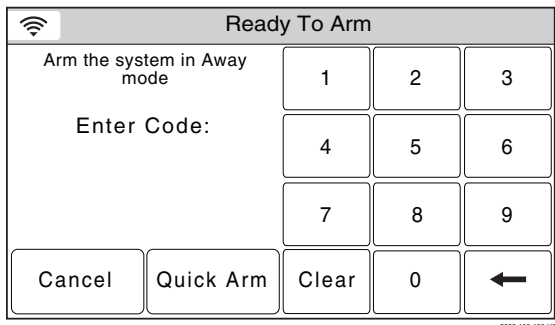 Ready To Arm
Arm the system in Away
mode
Enter Code:
1 2 3
4 5 6
7 8 9
Cancel Quick Arm Clear 0